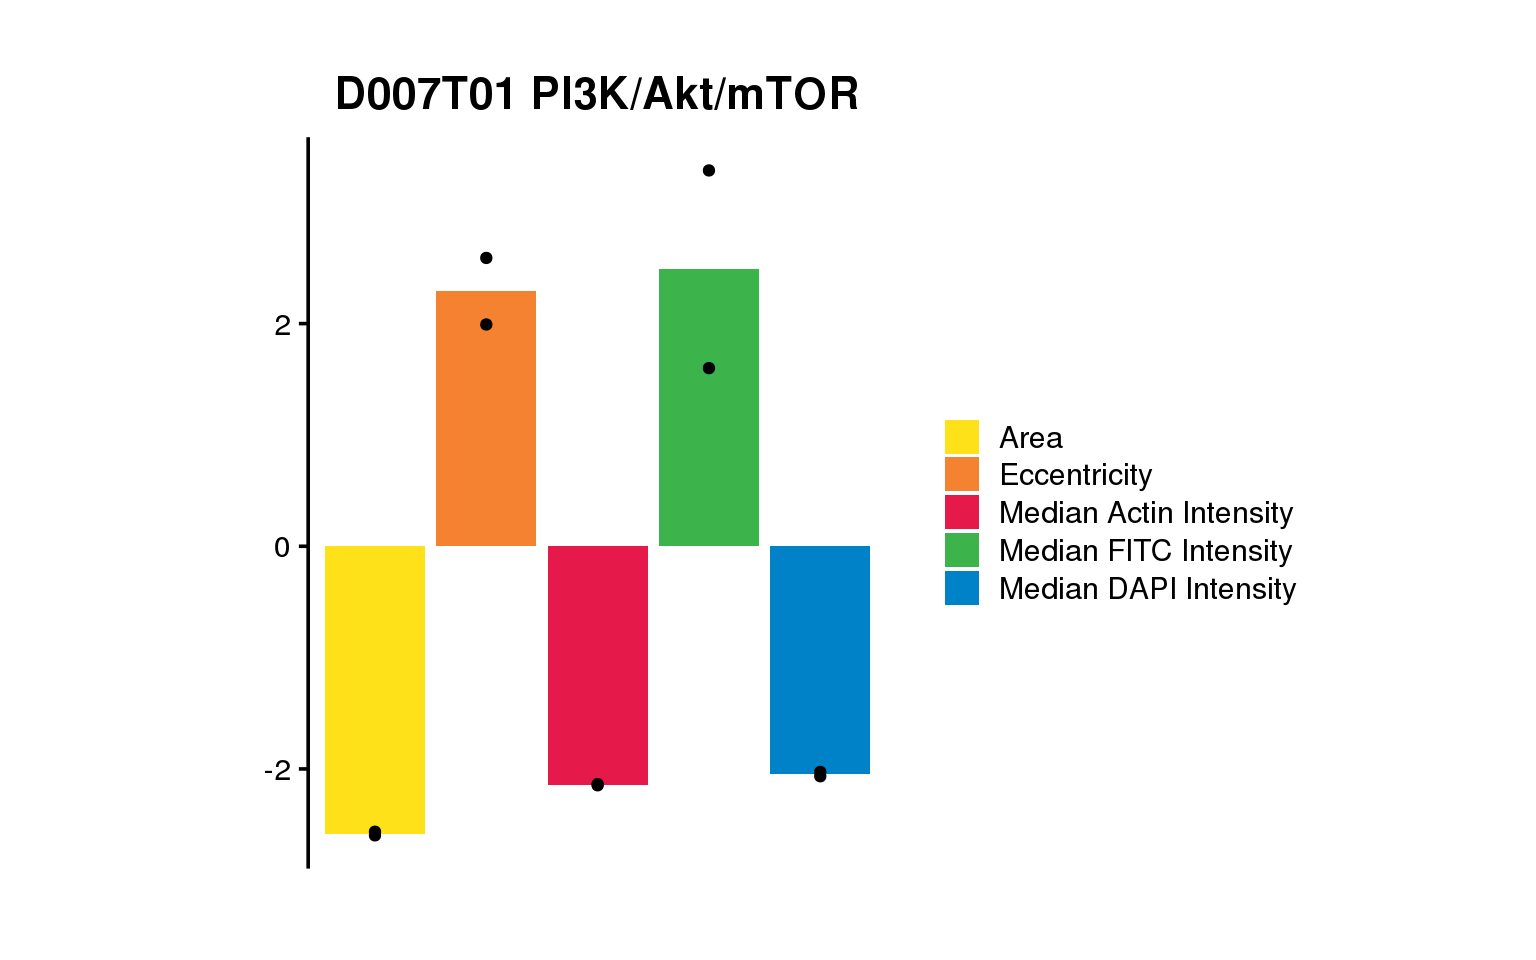 D007T01 PI3K/Akt/mTOR
2
0
-2
Area
Eccentricity
Median Actin Intensity
Median FITC Intensity
Median DAPI Intensity